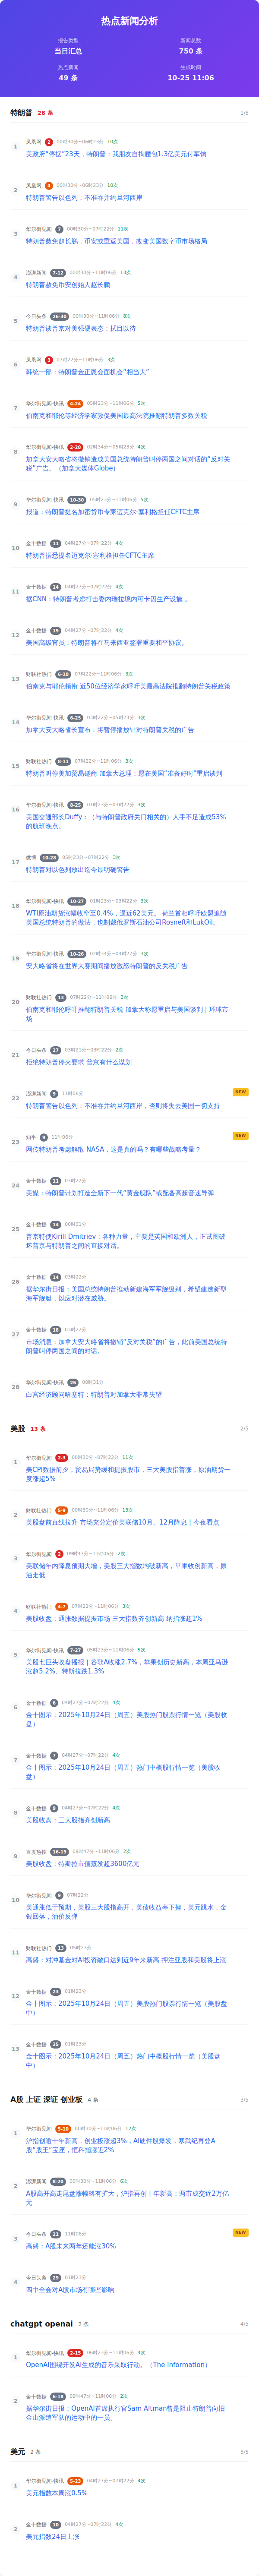 热点新闻分析
报告类型
新闻总数
当日汇总
750 条
热点新闻
生成时间
49 条
10-25 11:06
特朗普 28 条 1/5
1
凤凰网 2 00时30分~06时23分 10次
美政府“停摆”23天，特朗普：我朋友自掏腰包1.3亿美元付军饷
2
凤凰网 4 00时30分~06时23分 10次
特朗普警告以色列：不准吞并约旦河西岸
3
华尔街见闻 7 00时30分~07时22分 11次
特朗普赦免赵长鹏，币安或重返美国，改变美国数字货币市场格局
4
澎湃新闻 7-12 00时30分~11时06分 13次
特朗普赦免币安创始人赵长鹏
5
今日头条 26-30 00时30分~11时06分 8次
特朗普谈普京对美强硬表态：拭目以待
6
凤凰网 3 07时22分~11时06分 3次
韩统一部：特朗普金正恩会面机会“相当大”
7
华尔街见闻-快讯 4-24 05时23分~11时06分 5次
伯南克和耶伦等经济学家敦促美国最高法院推翻特朗普多数关税
8
华尔街见闻-快讯 2-28 02时34分~05时23分 4次
加拿大安大略省将撤销造成美国总统特朗普叫停两国之间对话的“反对关
税”广告。（加拿大媒体Globe）
9
华尔街见闻-快讯 10-30 05时23分~11时06分 5次
报道：特朗普提名加密货币专家迈克尔·塞利格担任CFTC主席
10
金十数据 11 04时27分~07时22分 4次
特朗普据悉提名迈克尔·塞利格担任CFTC主席
11
金十数据 14 04时27分~07时22分 4次
据CNN：特朗普考虑打击委内瑞拉境内可卡因生产设施 。
12
金十数据 19 04时27分~07时22分 4次
美国高级官员：特朗普将在马来西亚签署重要和平协议。
13
财联社热门 6-10 07时22分~11时06分 3次
伯南克与耶伦领衔 近50位经济学家呼吁美最高法院推翻特朗普关税政策
14
华尔街见闻-快讯 6-25 03时22分~05时23分 3次
加拿大安大略省长宣布：将暂停播放针对特朗普关税的广告
15
财联社热门 8-11 07时22分~11时06分 3次
特朗普叫停美加贸易磋商 加拿大总理：愿在美国“准备好时”重启谈判
16
华尔街见闻-快讯 8-25 01时23分~03时22分 3次
美国交通部长Duffy：（与特朗普政府关门相关的）人手不足造成53%
的航班晚点。
17
微博 10-28 05时23分~07时22分 3次
特朗普对以色列放出迄今最明确警告
18
华尔街见闻-快讯 10-27 01时23分~03时22分 3次
WTI原油期货涨幅收窄至0.4%，逼近62美元。 荷兰首相呼吁欧盟追随
美国总统特朗普的做法，也制裁俄罗斯石油公司Rosneft和LukOil。
19
华尔街见闻-快讯 10-26 02时34分~04时27分 3次
安大略省将在世界大赛期间播放激怒特朗普的反关税广告
20
财联社热门 13 07时22分~11时06分 3次
伯南克和耶伦呼吁推翻特朗普关税 加拿大称愿重启与美国谈判 | 环球市
场
21
今日头条 27 03时21分~03时22分 2次
拒绝特朗普停火要求 普京有什么谋划
22
澎湃新闻 9 11时06分 NEW
特朗普警告以色列：不准吞并约旦河西岸，否则将失去美国一切支持
23
知乎 9 11时06分 NEW
网传特朗普考虑解散 NASA，这是真的吗？有哪些战略考量？
24
金十数据 11 03时22分
美媒：特朗普计划打造全新下一代“黄金舰队”或配备高超音速导弹
25
金十数据 14 00时31分
普京特使Kirill Dmitriev：各种力量，主要是英国和欧洲人，正试图破
坏普京与特朗普之间的直接对话。
26
金十数据 14 03时22分
据华尔街日报：美国总统特朗普推动新建海军军舰级别，希望建造新型
海军舰艇，以应对潜在威胁。
27
金十数据 18 03时22分
市场消息：加拿大安大略省将撤销“反对关税”的广告，此前美国总统特
朗普叫停两国之间的对话。
28
华尔街见闻-快讯 26 00时31分
白宫经济顾问哈塞特：特朗普对加拿大非常失望
美股 13 条 2/5
1
华尔街见闻 2-3 00时30分~07时22分 11次
美CPI数据前夜，贸易局势缓和提振股市，三大美股指普涨，原油期货一
度涨超5%
2
财联社热门 5-9 00时30分~11时06分 13次
美股盘前直线拉升 市场充分定价美联储10月、12月降息 | 今夜看点
3
华尔街见闻 2 09时47分~11时06分 2次
美联储年内降息预期大增，美股三大指数均破新高，苹果收创新高，原
油走低
4
财联社热门 4-7 07时22分~11时06分 3次
美股收盘：通胀数据提振市场 三大指数齐创新高 纳指涨超1%
5
华尔街见闻-快讯 7-27 05时23分~11时06分 5次
美股七巨头收盘播报｜谷歌A收涨2.7%，苹果创历史新高，本周亚马逊
涨超5.2%、特斯拉跌1.3%
6
金十数据 6 04时27分~07时22分 4次
金十图示：2025年10月24日（周五）美股热门股票行情一览（美股收
盘）
7
金十数据 7 04时27分~07时22分 4次
金十图示：2025年10月24日（周五）热门中概股行情一览（美股收
盘）
8
金十数据 9 04时27分~07时22分 4次
美股收盘：三大股指齐创新高
9
百度热搜 16-19 09时47分~11时06分 2次
美股收盘：特斯拉市值蒸发超3600亿元
10
华尔街见闻 9 07时22分
美通胀低于预期，美股三大股指高开，美债收益率下挫，美元跳水，金
银回落，油价反弹
11
财联社热门 13 05时23分
高盛：对冲基金对AI投资敞口达到近9年来新高 押注亚股和美股将上涨
12
金十数据 23 01时23分
金十图示：2025年10月24日（周五）美股热门股票行情一览（美股盘
中）
13
金十数据 25 01时23分
金十图示：2025年10月24日（周五）热门中概股行情一览（美股盘
中）
A股 上证 深证 创业板 4 条 3/5
1
华尔街见闻 5-10 00时30分~11时06分 12次
沪指创逾十年新高，创业板涨超3%，AI硬件股爆发，寒武纪再登A
股“股王”宝座，恒科指涨近2%
2
澎湃新闻 8-20 00时30分~11时06分 6次
A股高开高走尾盘涨幅略有扩大，沪指再创十年新高：两市成交近2万亿
元
3
今日头条 21 11时06分 NEW
高盛：A股未来两年还能涨30%
4
今日头条 29 01时23分
四中全会对A股市场有哪些影响
chatgpt openai 2 条 4/5
1
华尔街见闻-快讯 2-15 06时23分~11时06分 4次
OpenAI围绕开发AI生成的音乐采取行动。（The Information）
2
金十数据 6-18 09时47分~11时06分 2次
据华尔街日报：OpenAI首席执行官Sam Altman曾是阻止特朗普向旧
金山派遣军队的运动中的一员。
美元 2 条 5/5
1
华尔街见闻-快讯 5-23 04时27分~07时22分 4次
美元指数本周涨0.5%
2
金十数据 10 04时27分~07时22分 4次
美元指数24日上涨